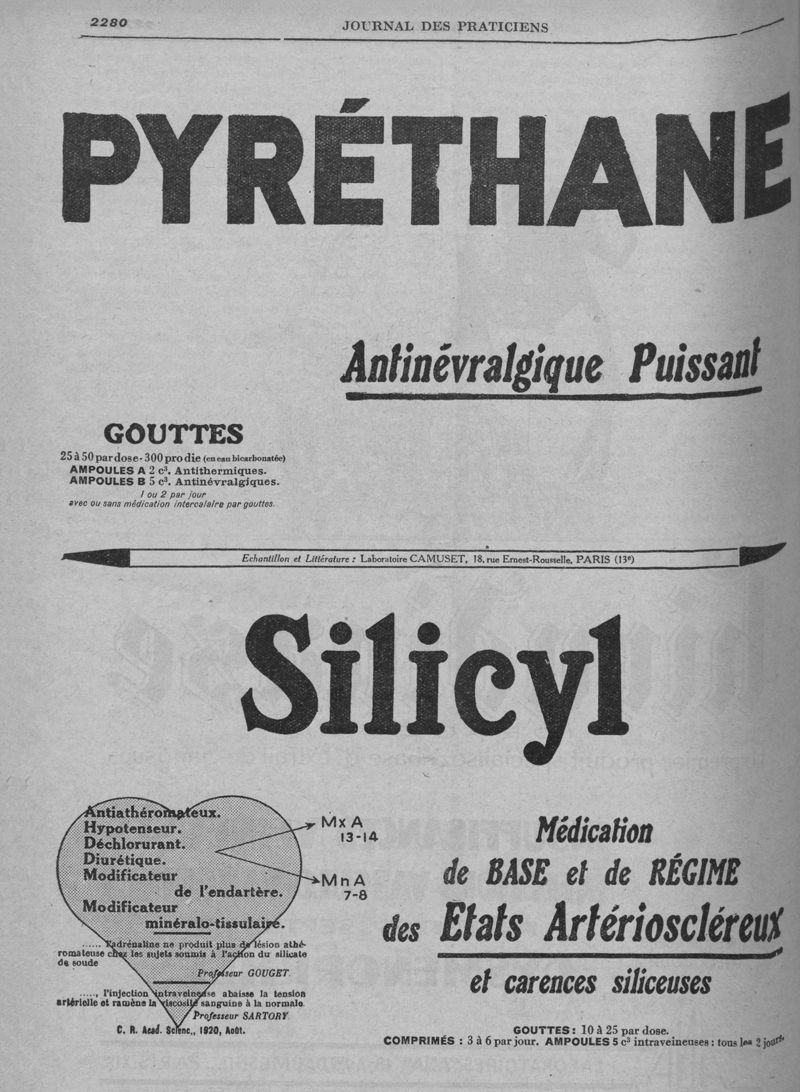 2280
JOURNAL DES PRATICIENS
PYRÉTHANE
Antinévralgique Puissant
GOUTTES
25 à 50 par dose - 300 pro die (en eau bicarbonatée)
AMPOULES A 2 c³. Antithermiques.
AMPOULES B 5 c³. Antinévralgiques.
1 ou 2 par jour
avec ou sans médication intercalaire par gouttes.
Echantillon et Littérature : Laboratoire CAMUSET, 18, rue Ernest-Rousselle, PARIS (13e)
Silicyl
Antiathéromateux.
Hypotenseur.
Déchlorurant.
Diurétique.
Modificateur
de l'endartère.
Modificateur
minéralo-tissulaire.
Mx A
13-14
Mn A
7-8
...... L'adrénaline ne produit plus de lésion athé-
romateuse chez les sujets soumis à l'action du silicate
de soude
Professeur GOUGET.
....., l'injection intraveineuse abaisse la tension
artérielle et ramène la viscosité sanguine à la normale.
Professeur SARTORY
C. R. Acad. Scienc., 1920, Août.
Médication
de BASE et de RÉGIME
des Etats Artérioscléreux
et carences siliceuses
GOUTTES : 10 à 25 par dose.
COMPRIMÉS : 3 à 6 par jour. AMPOULES 5 c³ intraveineuses : tous les 2 jours